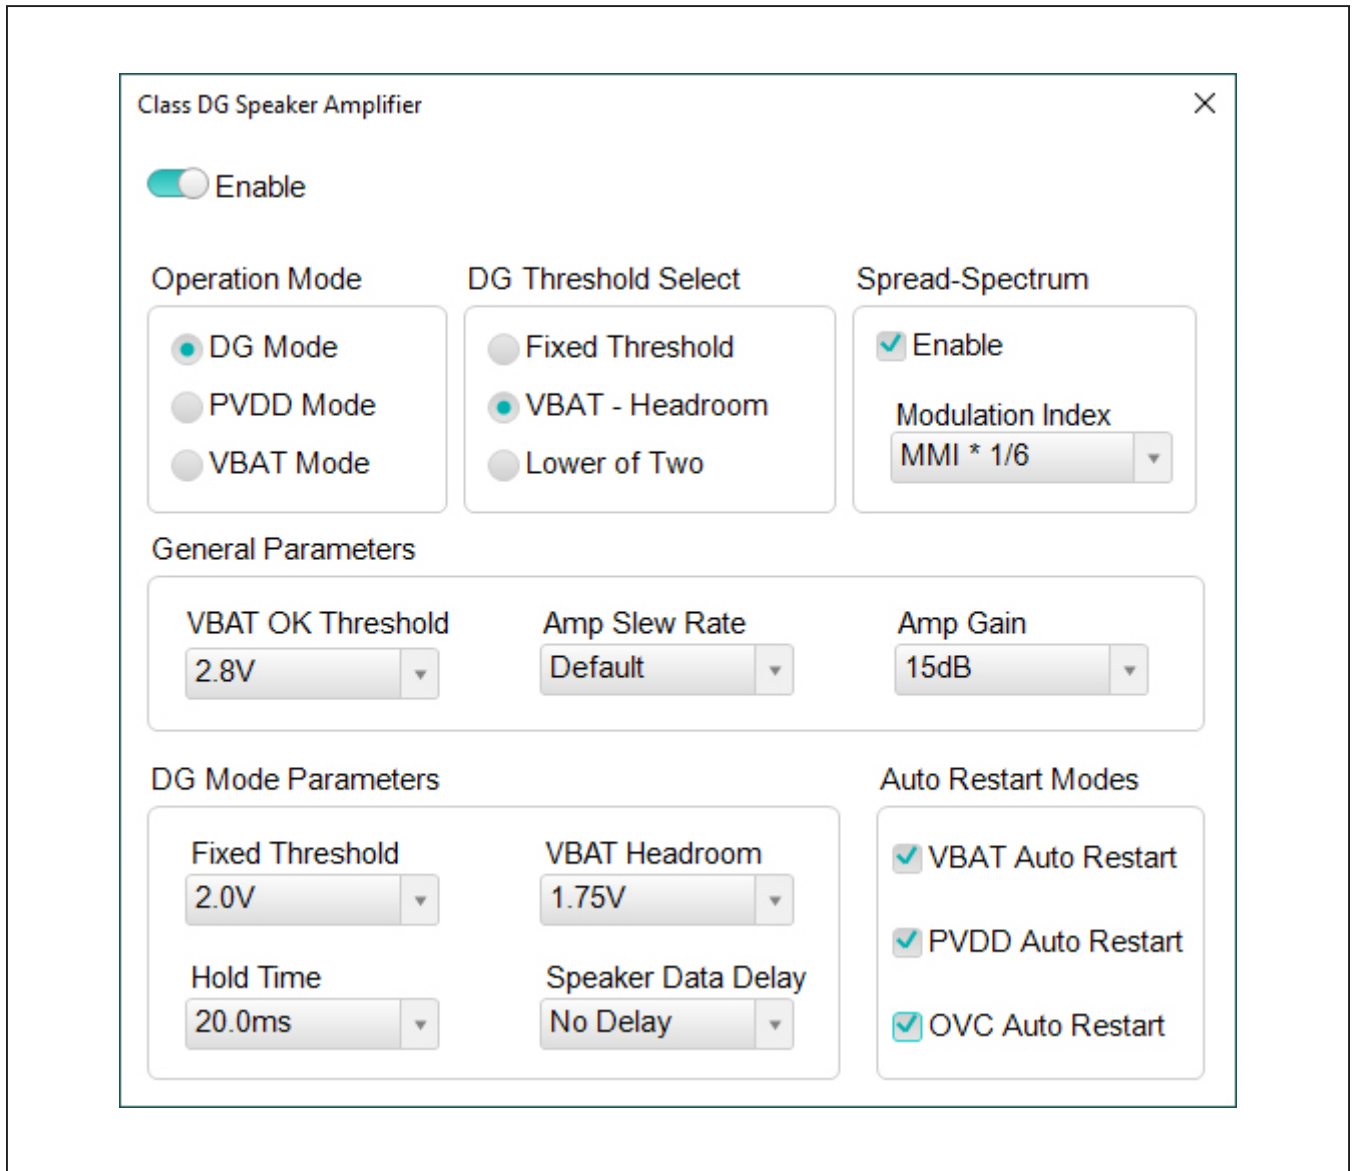 Class DG Speaker Amplifier
Enable
Operation Mode
DG Mode
PVDD Mode
VBAT Mode
DG Threshold Select
Fixed Threshold
VBAT - Headroom
Lower of Two
Spread-Spectrum
Enable
Modulation Index
MMI * 1/6
General Parameters
VBAT OK Threshold
2.8V
Amp Slew Rate
Default
Amp Gain
15dB
DG Mode Parameters
Fixed Threshold
2.0V
VBAT Headroom
1.75V
Hold Time
20.0ms
Speaker Data Delay
No Delay
Auto Restart Modes
VBAT Auto Restart
PVDD Auto Restart
OVC Auto Restart